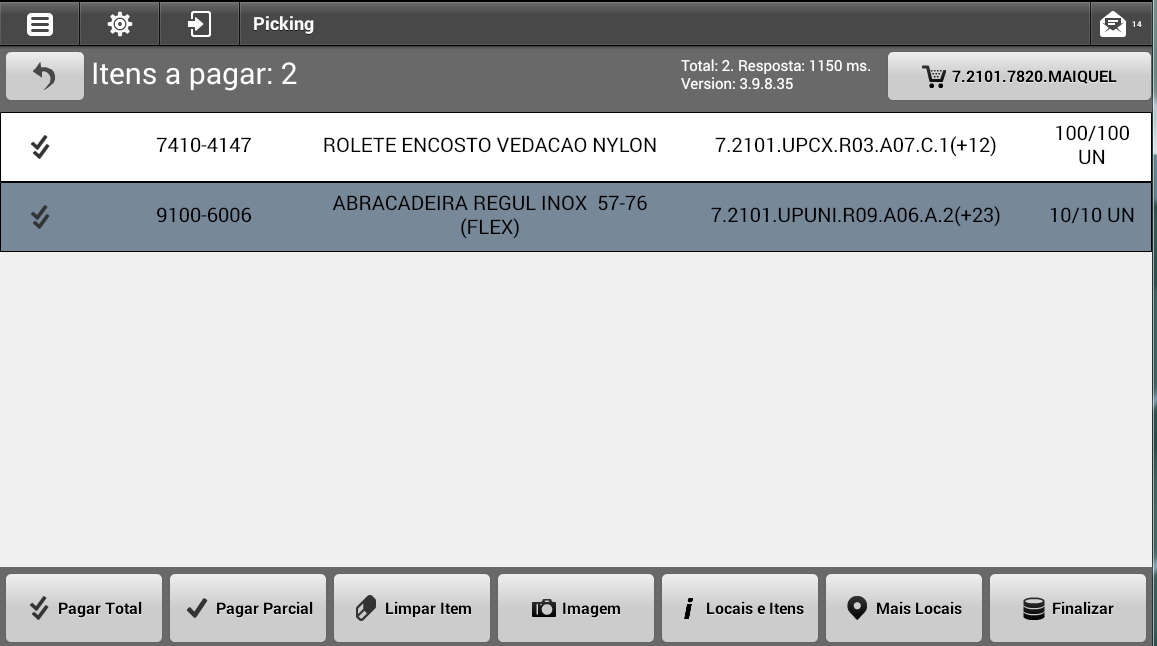 Picking
14
Itens a pagar: 2
Total: 2. Resposta: 1150 ms.
Version: 3.9.8.35
7.2101.7820.MAIQUEL
7410-4147 ROLETE ENCOSTO VEDACAO NYLON 7.2101.UPCX.R03.A07.C.1(+12) 100/100
UN
9100-6006 ABRACADEIRA REGUL INOX 57-76 7.2101.UPUNI.R09.A06.A.2(+23) 10/10 UN
(FLEX)
Pagar Total Pagar Parcial Limpar Item Imagem Locais e Itens Mais Locais Finalizar